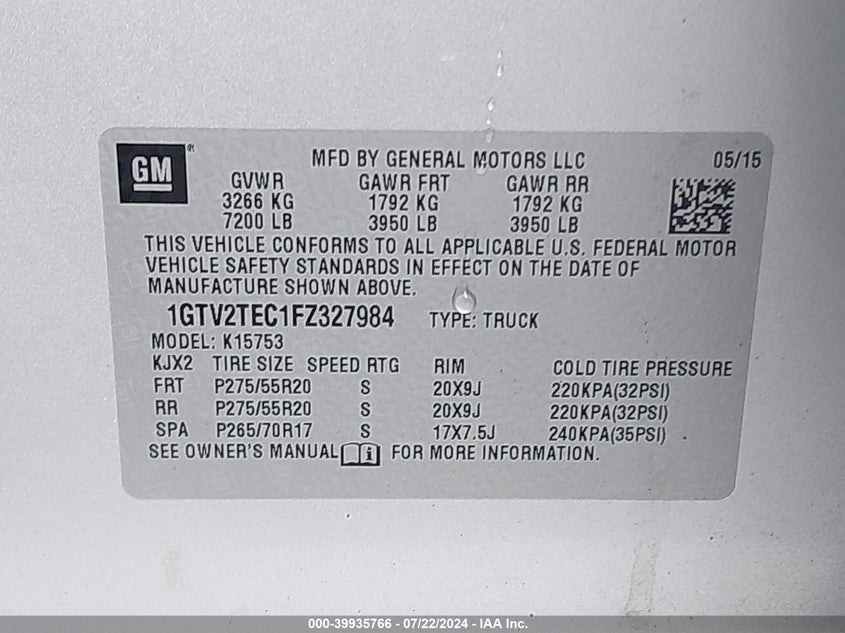 GM ®
MFD BY GENERAL MOTORS LLC 05/15
GVWR GAWR FRT GAWR RR
3266 KG 1792 KG 1792 KG
7200 LB 3950 LB 3950 LB
THIS VEHICLE CONFORMS TO ALL APPLICABLE U.S. FEDERAL MOTOR
VEHICLE SAFETY STANDARDS IN EFFECT ON THE DATE OF
MANUFACTURE SHOWN ABOVE.
1GTV2TEC1FZ327984 TYPE: TRUCK
MODEL: K15753
KJX2 TIRE SIZE SPEED RTG RIM COLD TIRE PRESSURE
FRT P275/55R20 S 20X9J 220KPA(32PSI)
RR P275/55R20 S 20X9J 220KPA(32PSI)
SPA P265/70R17 S 17X7.5J 240KPA(35PSI)
SEE OWNER'S MANUAL i FOR MORE INFORMATION.
000-39935766 - 07/22/2024 - IAA Inc.